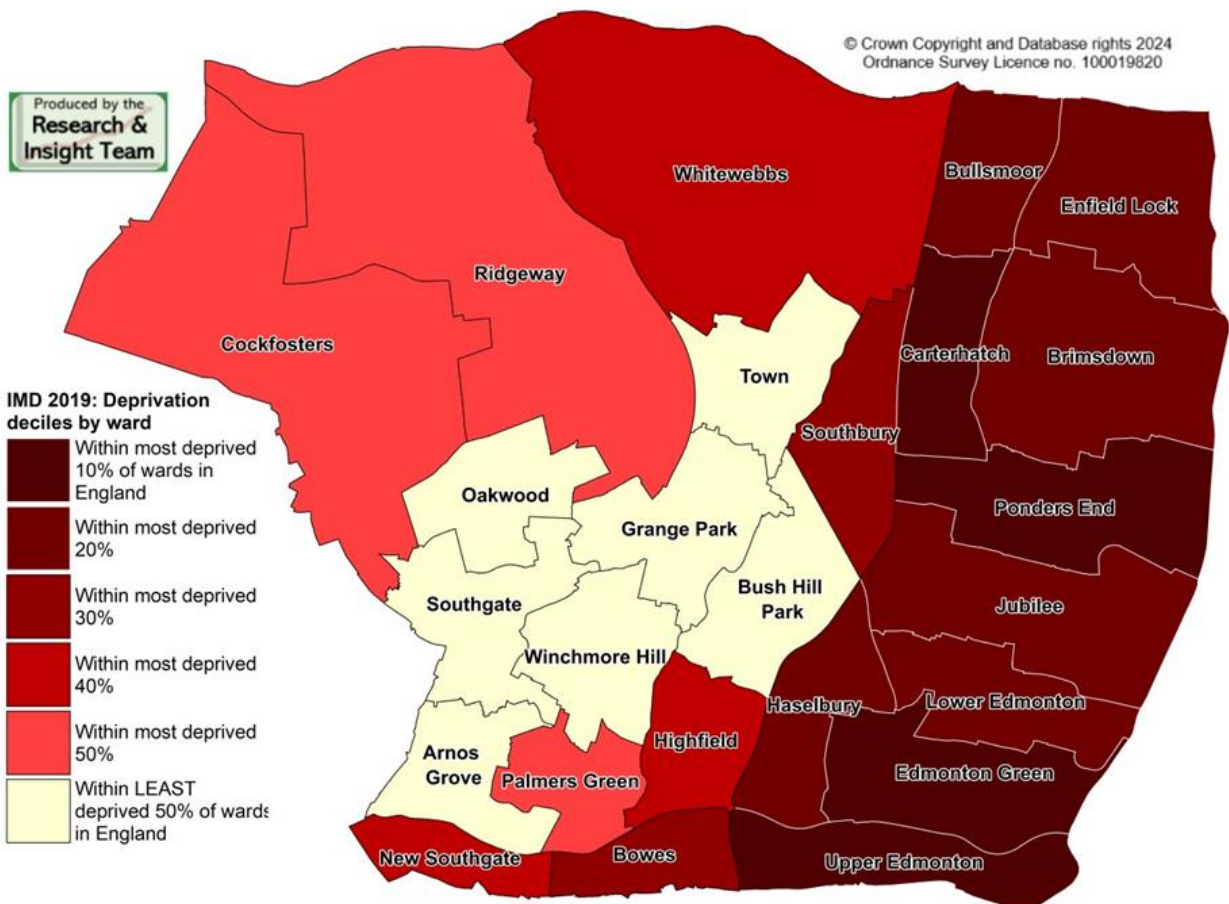 © Crown Copyright and Database rights 2024
Ordnance Survey Licence no. 100019820
Produced by the
Research &
Insight Team
Whitewebbs
Bullsmoor
Enfield Lock
Ridgeway
Cockfosters
Town
Carterhatch
Brimsdown
Southbury
Oakwood
Grange Park
Ponders End
Southgate
Bush Hill
Park
Jubilee
Winchmore Hill
Haselbury
Lower Edmonton
Highfield
Arnos
Grove
Palmers Green
Edmonton Green
New Southgate
Bowes
Upper Edmonton
IMD 2019: Deprivation
deciles by ward
Within most deprived
10% of wards in
England
Within most deprived
20%
Within most deprived
30%
Within most deprived
40%
Within most deprived
50%
Within LEAST
deprived 50% of wards
in England